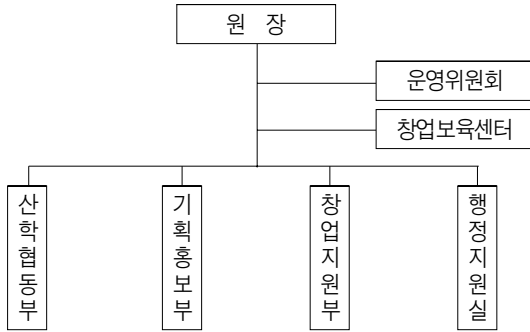 원 장
운영위원회
창업보육센터
산학협동부
기획홍보부
창업지원부
행정지원실